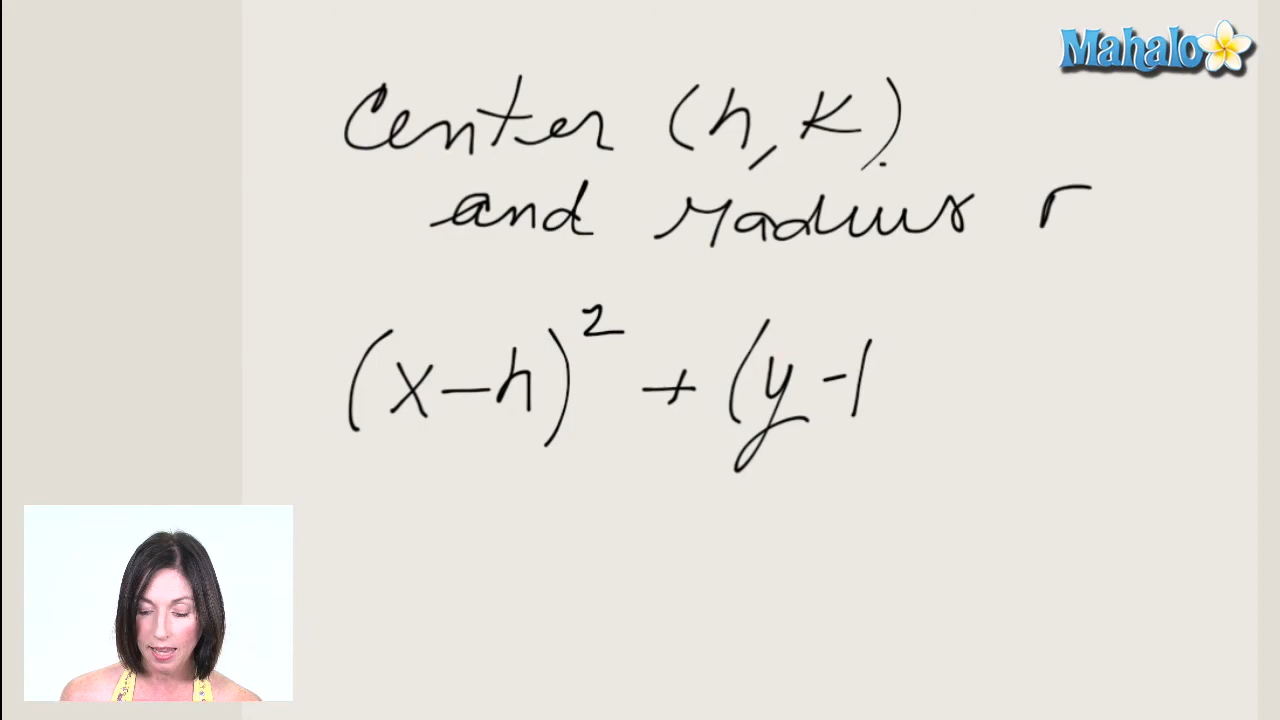 Mahalo
Center (h, k)
and radius r
(x-h)² + (y-l